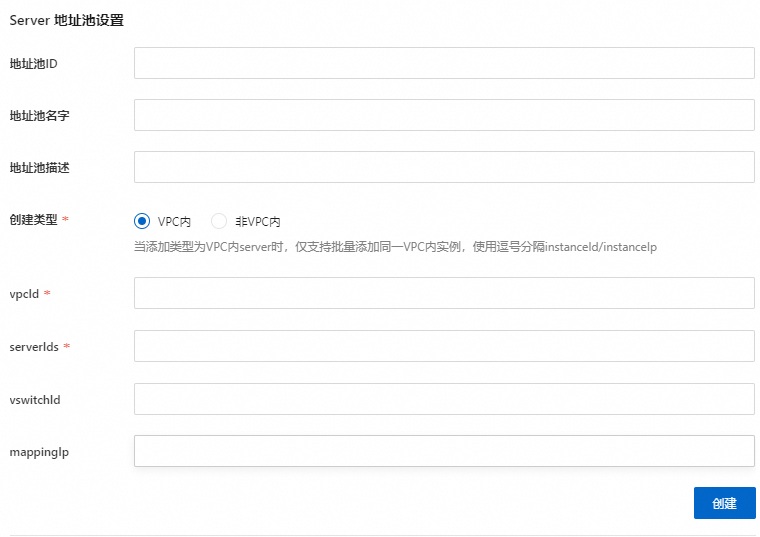 Server 地址池设置
地址池ID
地址池名字
地址池描述
创建类型 * VPC内 非VPC内
当添加类型为VPC内server时，仅支持批量添加同一VPC内实例，使用逗号分隔instanceId/instanceIp
vpcId *
serverIds *
vswitchId
mappingIp
创建